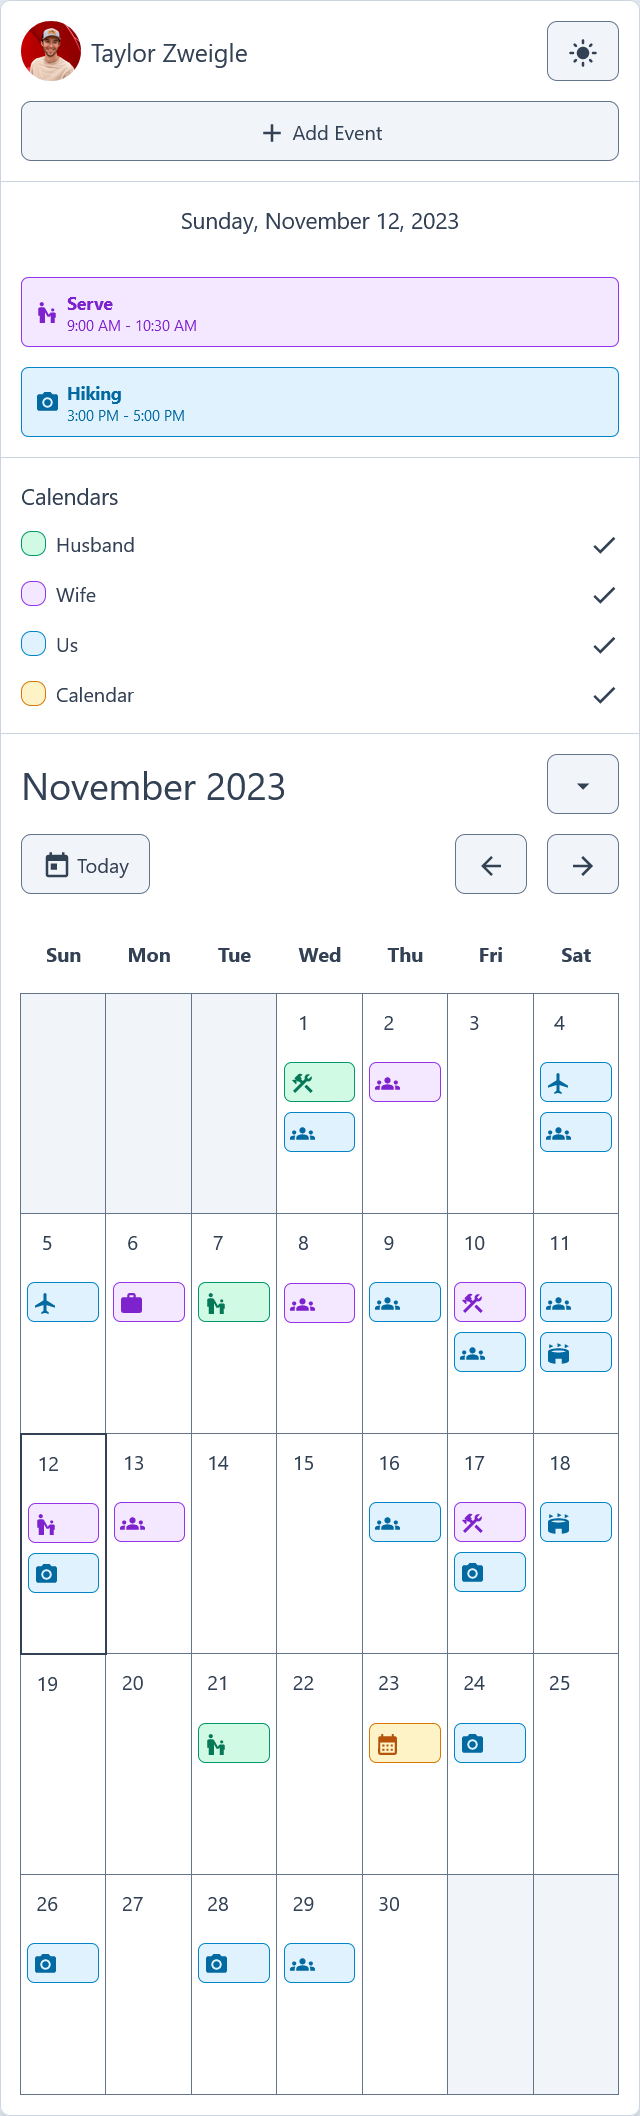 Taylor Zweigle
Add Event
Sunday, November 12, 2023
Serve
9:00 AM - 10:30 AM
Hiking
3:00 PM - 5:00 PM
Calendars
Husband
Wife
Us
Calendar
November 2023
Today
Sun Mon Tue Wed Thu Fri Sat
1 2 3 4
5 6 7 8 9 10 11
12 13 14 15 16 17 18
19 20 21 22 23 24 25
26 27 28 29 30